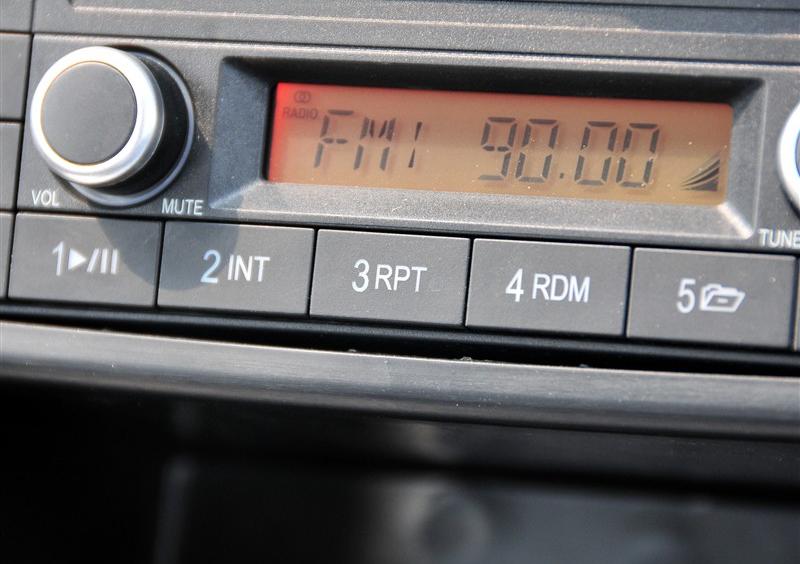 RADIO
FM1 90.00
VOL
MUTE
TUNE
1 ▶/II
2 INT
3 RPT
4 RDM
5